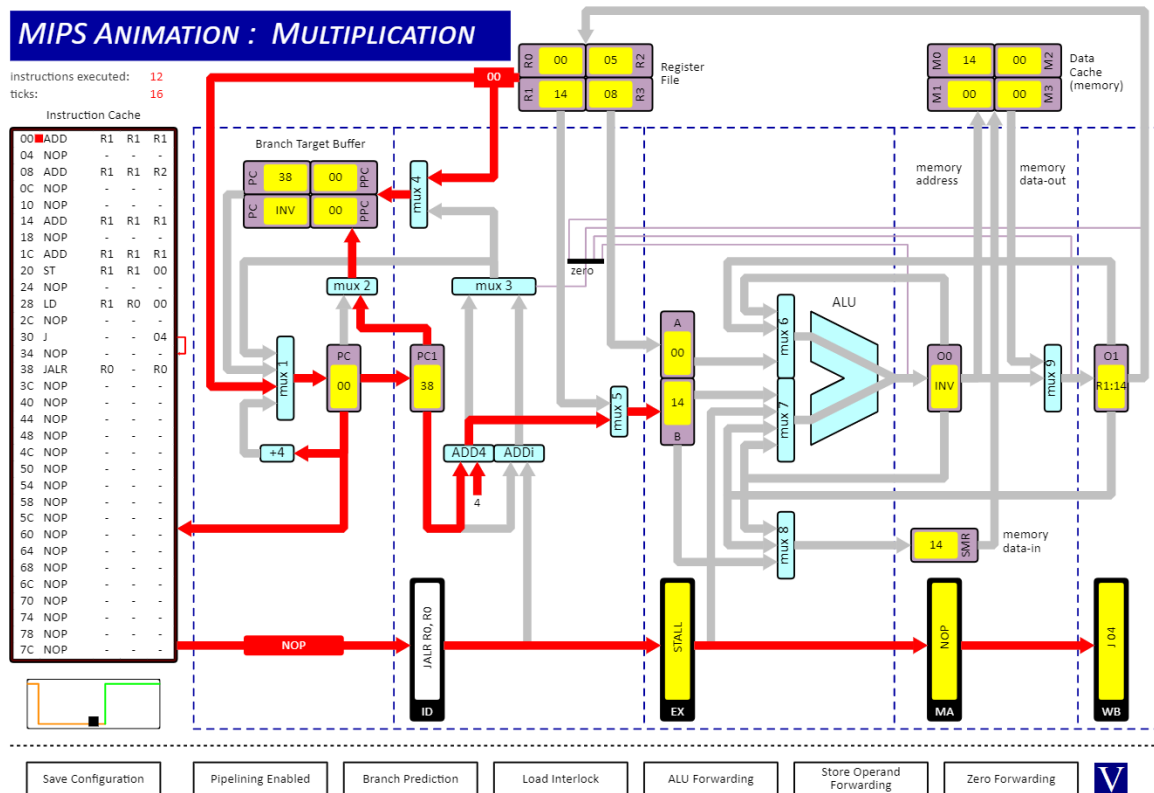 MIPS ANIMATION : MULTIPLICATION
instructions executed: 12
ticks: 16
Instruction Cache
00 ADD R1 R1 R1
04 NOP - - -
08 ADD R1 R1 R2
0C NOP - - -
10 NOP - - -
14 ADD R1 R1 R1
18 NOP - - -
1C ADD R1 R1 R1
20 ST R1 R1 00
24 NOP - - -
28 LD R1 R0 00
2C NOP - - -
30 J - - 04
34 NOP - - -
38 JALR R0 - R0
3C NOP - - -
40 NOP - - -
44 NOP - - -
48 NOP - - -
4C NOP - - -
50 NOP - - -
54 NOP - - -
58 NOP - - -
5C NOP - - -
60 NOP - - -
64 NOP - - -
68 NOP - - -
6C NOP - - -
70 NOP - - -
74 NOP - - -
78 NOP - - -
7C NOP - - -
00
R0 00 05 R2
R1 14 08 R3
Register
File
M0 14 00 M2
M1 00 00 M3
Data
Cache
(memory)
Branch Target Buffer
PC 38 00 PPC
PC INV 00 PPC
mux 4
memory
address
memory
data-out
zero
mux 2
mux 3
mux 1
PC
00
PC1
38
+4
ADD4
ADDi
4
mux 5
A
00
14
B
mux 6
mux 7
ALU
mux 8
O0
INV
mux 9
O1
R1:14
14 SMR
memory
data-in
NOP
JALR R0, R0
ID
STALL
EX
NOP
MA
J 04
WB
Save Configuration
Pipelining Enabled
Branch Prediction
Load Interlock
ALU Forwarding
Store Operand
Forwarding
Zero Forwarding
V